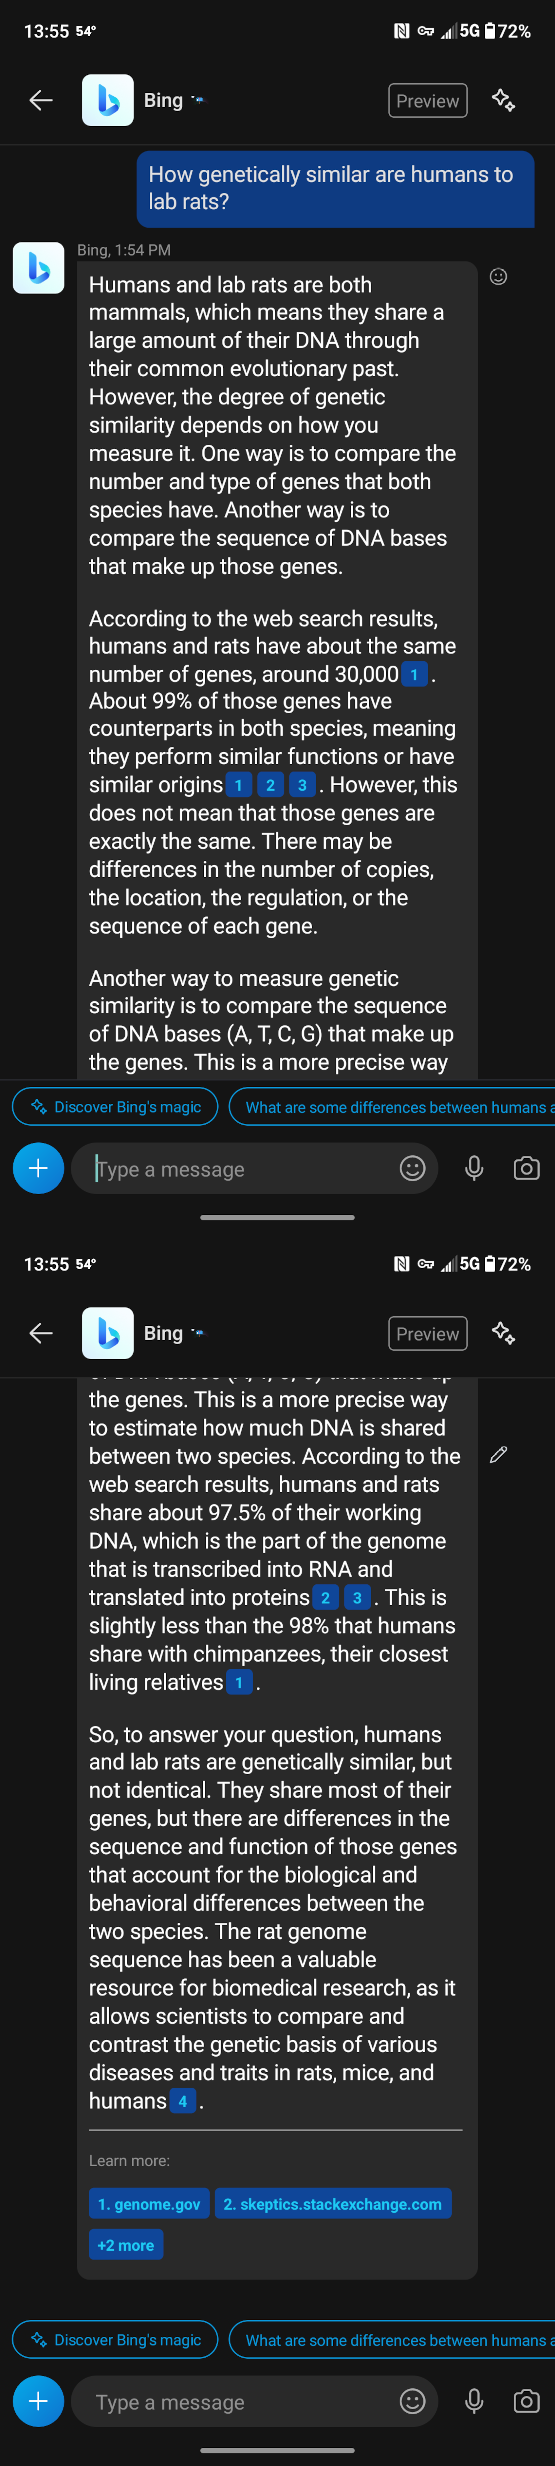 13:55 54° 5G 72%
Bing Preview
How genetically similar are humans to
lab rats?
Bing, 1:54 PM
Humans and lab rats are both
mammals, which means they share a
large amount of their DNA through
their common evolutionary past.
However, the degree of genetic
similarity depends on how you
measure it. One way is to compare the
number and type of genes that both
species have. Another way is to
compare the sequence of DNA bases
that make up those genes.
According to the web search results,
humans and rats have about the same
number of genes, around 30,000 1 .
About 99% of those genes have
counterparts in both species, meaning
they perform similar functions or have
similar origins 1 2 3 . However, this
does not mean that those genes are
exactly the same. There may be
differences in the number of copies,
the location, the regulation, or the
sequence of each gene.
Another way to measure genetic
similarity is to compare the sequence
of DNA bases (A, T, C, G) that make up
the genes. This is a more precise way
Discover Bing's magic What are some differences between humans a
Type a message
13:55 54° 5G 72%
Bing Preview
of DNA bases (A, T, C, G) that make up
the genes. This is a more precise way
to estimate how much DNA is shared
between two species. According to the
web search results, humans and rats
share about 97.5% of their working
DNA, which is the part of the genome
that is transcribed into RNA and
translated into proteins 2 3 . This is
slightly less than the 98% that humans
share with chimpanzees, their closest
living relatives 1 .
So, to answer your question, humans
and lab rats are genetically similar, but
not identical. They share most of their
genes, but there are differences in the
sequence and function of those genes
that account for the biological and
behavioral differences between the
two species. The rat genome
sequence has been a valuable
resource for biomedical research, as it
allows scientists to compare and
contrast the genetic basis of various
diseases and traits in rats, mice, and
humans 4 .
Learn more:
1. genome.gov 2. skeptics.stackexchange.com
+2 more
Discover Bing's magic What are some differences between humans a
Type a message